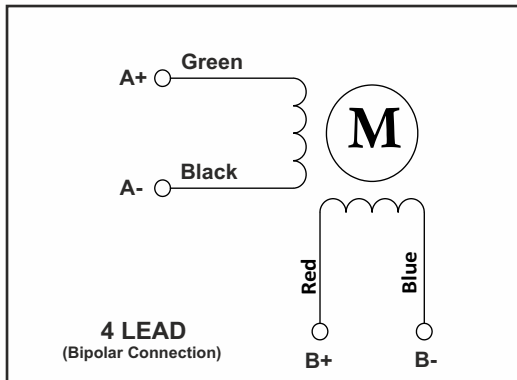 A+ Green
M
A- Black
Red
Blue
4 LEAD
(Bipolar Connection)
B+ B-